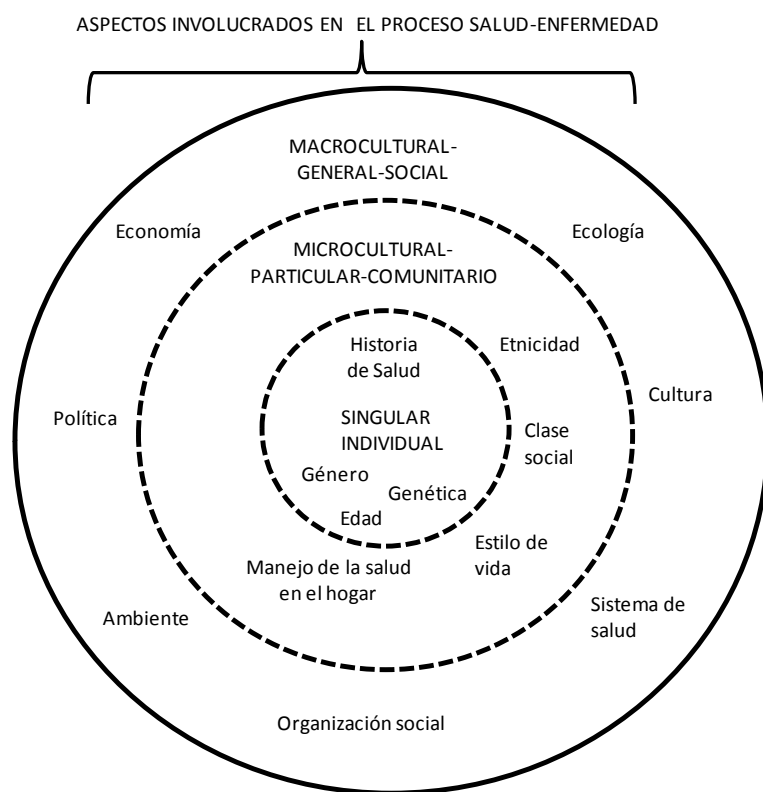 ASPECTOS INVOLUCRADOS EN EL PROCESO SALUD-ENFERMEDAD
MACROCULTURAL-
GENERAL-SOCIAL
Economía
Ecología
MICROCULTURAL-
PARTICULAR-COMUNITARIO
Historia
de Salud
Etnicidad
Cultura
Política
SINGULAR
INDIVIDUAL
Clase
social
Género
Genética
Edad
Estilo de
vida
Manejo de la salud
en el hogar
Ambiente
Sistema de
salud
Organización social